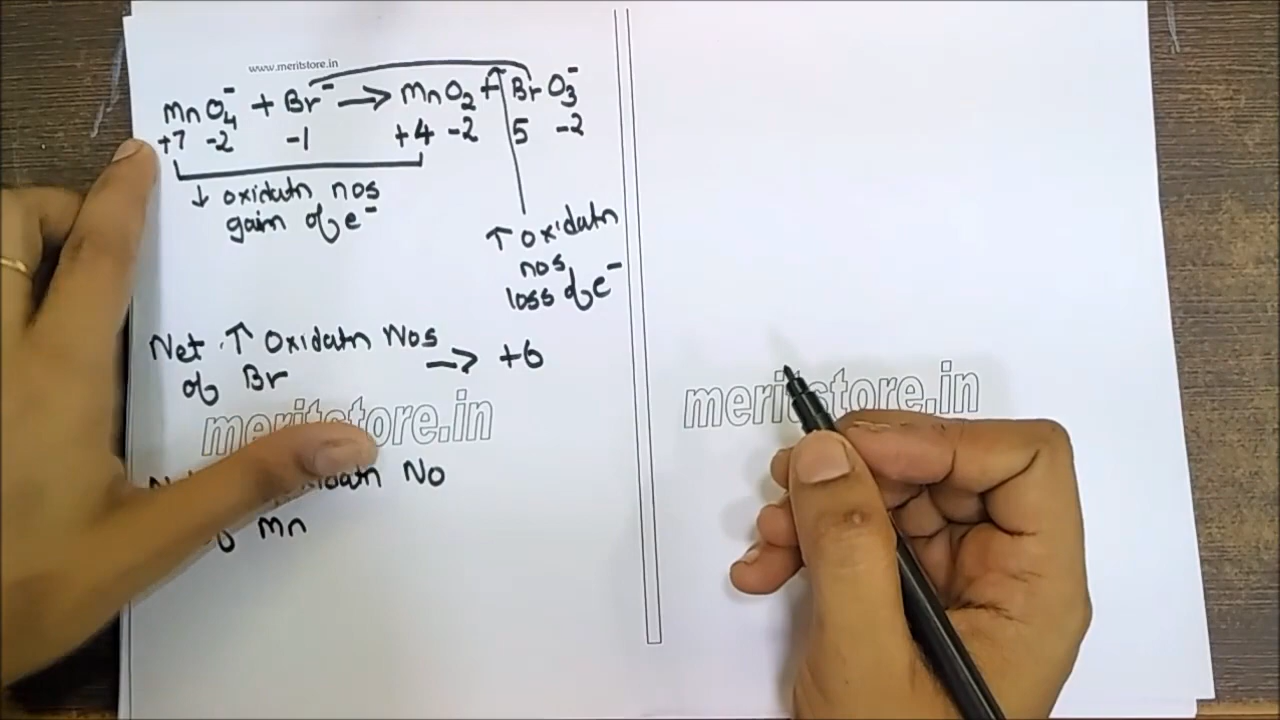 www.meritstore.in
MnO₄⁻ + Br⁻ → MnO₂ + BrO₃⁻
+7 -2 -1 +4 -2 5 -2
↓ oxidatn nos
gain of e⁻
↑ oxidatn
nos
loss of e⁻
Net ↑ Oxidatn Nos
of Br → +6
meritstore.in
meritstore.in
No
of Mn